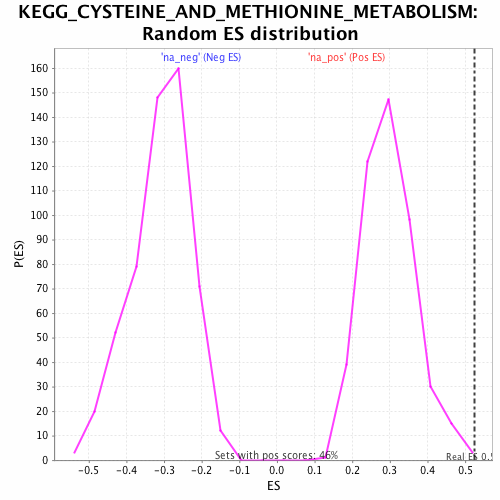 KEGG_CYSTEINE_AND_METHIONINE_METABOLISM:
Random ES distribution
'na_neg' (Neg ES) 'na_pos' (Pos ES)
P(ES)
160
150
140
130
120
110
100
90
80
70
60
50
40
30
20
10
0
Sets with pos scores: 46%
Real ES 0.5
-0.5 -0.4 -0.3 -0.2 -0.1 0.0 0.1 0.2 0.3 0.4 0.5
ES